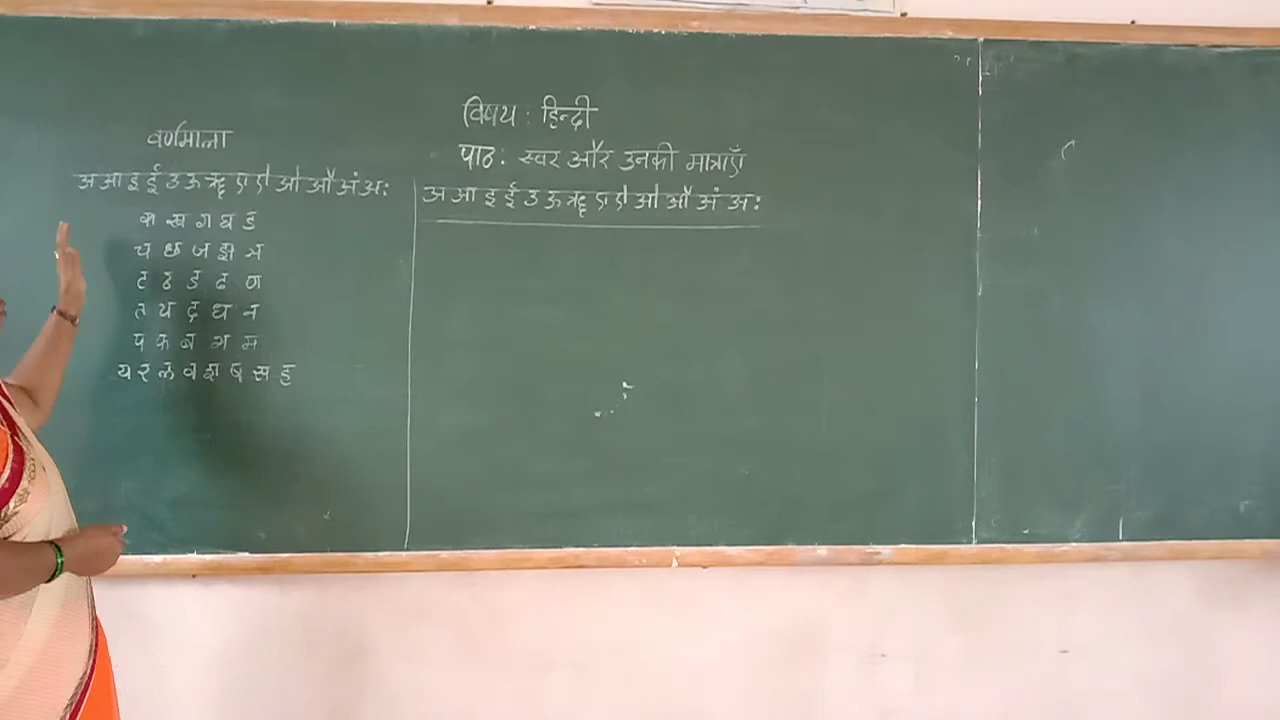 वर्णमाला
अ आ इ ई उ ऊ ऋ ए ऐ ओ औ अं अः
क ख ग घ ङ
च छ ज झ ञ
ट ठ ड ढ ण
त थ द ध न
प फ ब भ म
य र ल व श ष स ह
विषय : हिन्दी
पाठ : स्वर और उनकी मात्राएँ
अ आ इ ई उ ऊ ऋ ए ऐ ओ औ अं अः